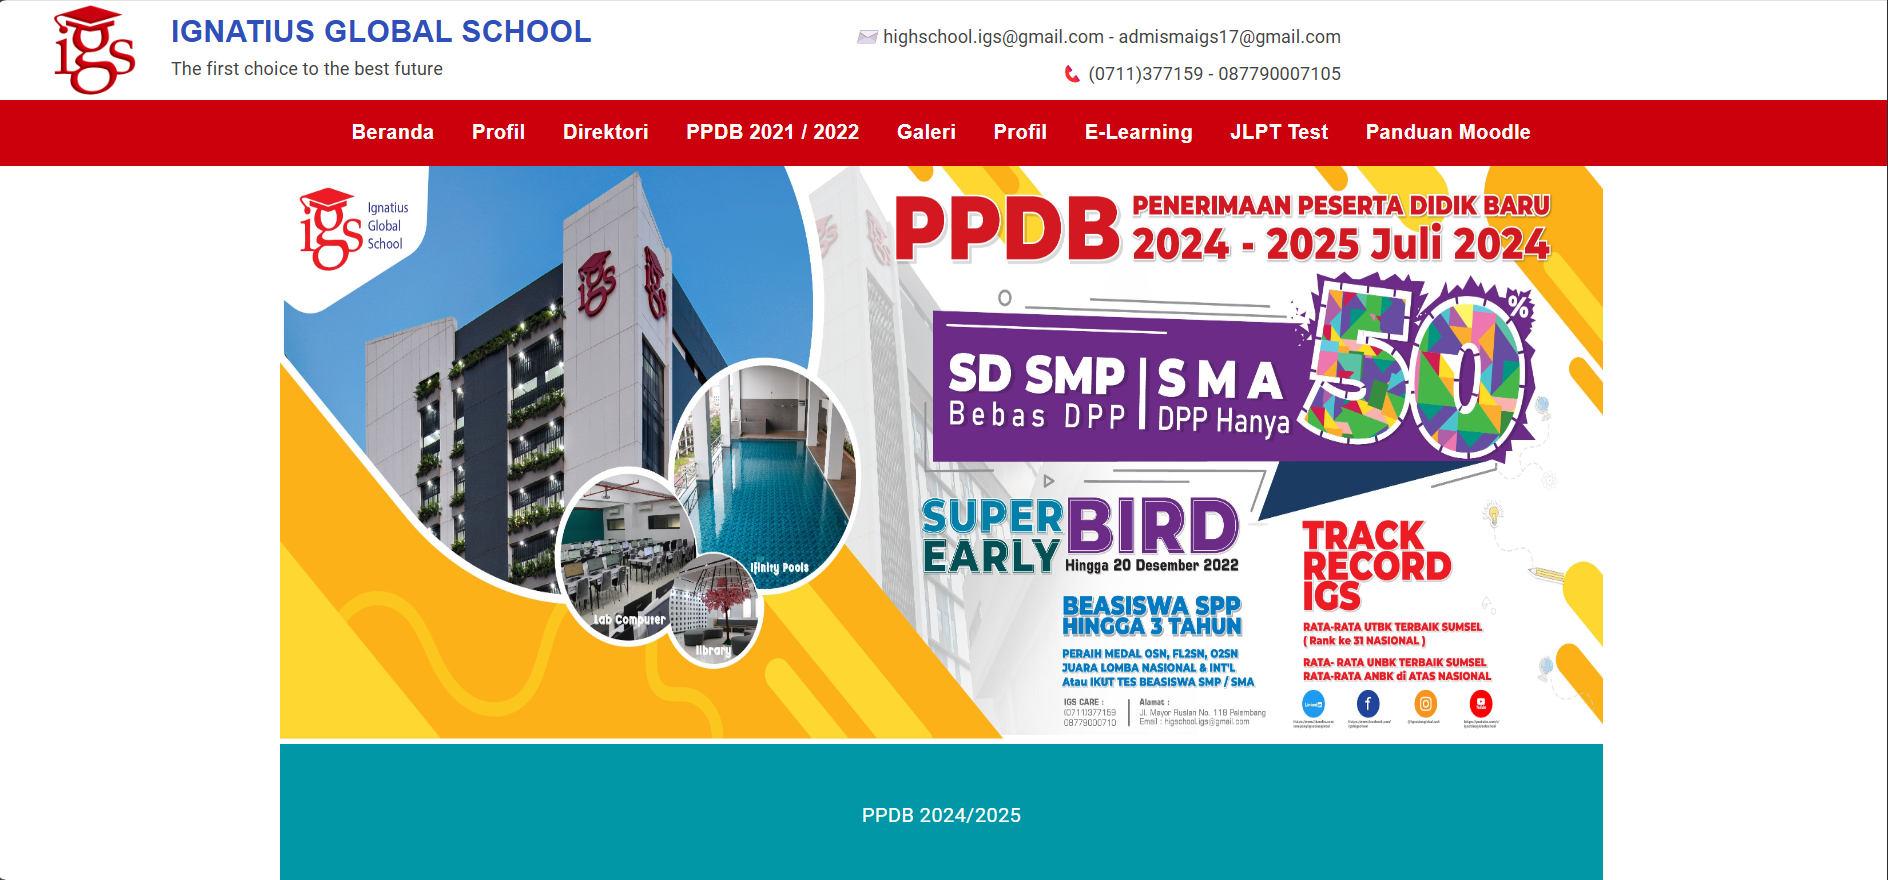 igs
IGNATIUS GLOBAL SCHOOL
The first choice to the best future
highschool.igs@gmail.com - admismaigs17@gmail.com
(0711)377159 - 087790007105
Beranda Profil Direktori PPDB 2021 / 2022 Galeri Profil E-Learning JLPT Test Panduan Moodle
igs
Ignatius
Global
School
igs igs
Ifinity Pools
Lab Computer
library
PPDB
PENERIMAAN PESERTA DIDIK BARU
2024 - 2025 Juli 2024
SD SMP
Bebas DPP
SMA
DPP Hanya
50%
SUPER
EARLY
BIRD
Hingga 20 Desember 2022
BEASISWA SPP
HINGGA 3 TAHUN
PERAIH MEDAL OSN, FL2SN, O2SN
JUARA LOMBA NASIONAL & INT'L
Atau IKUT TES BEASISWA SMP / SMA
IGS CARE :
(0711)377159
08779000710
Alamat :
Jl. Mayor Ruslan No. 118 Palembang
Email : higschool.igs@gmail.com
TRACK
RECORD
IGS
RATA-RATA UTBK TERBAIK SUMSEL
( Rank ke 31 NASIONAL )
RATA- RATA UNBK TERBAIK SUMSEL
RATA-RATA ANBK di ATAS NASIONAL
PPDB 2024/2025